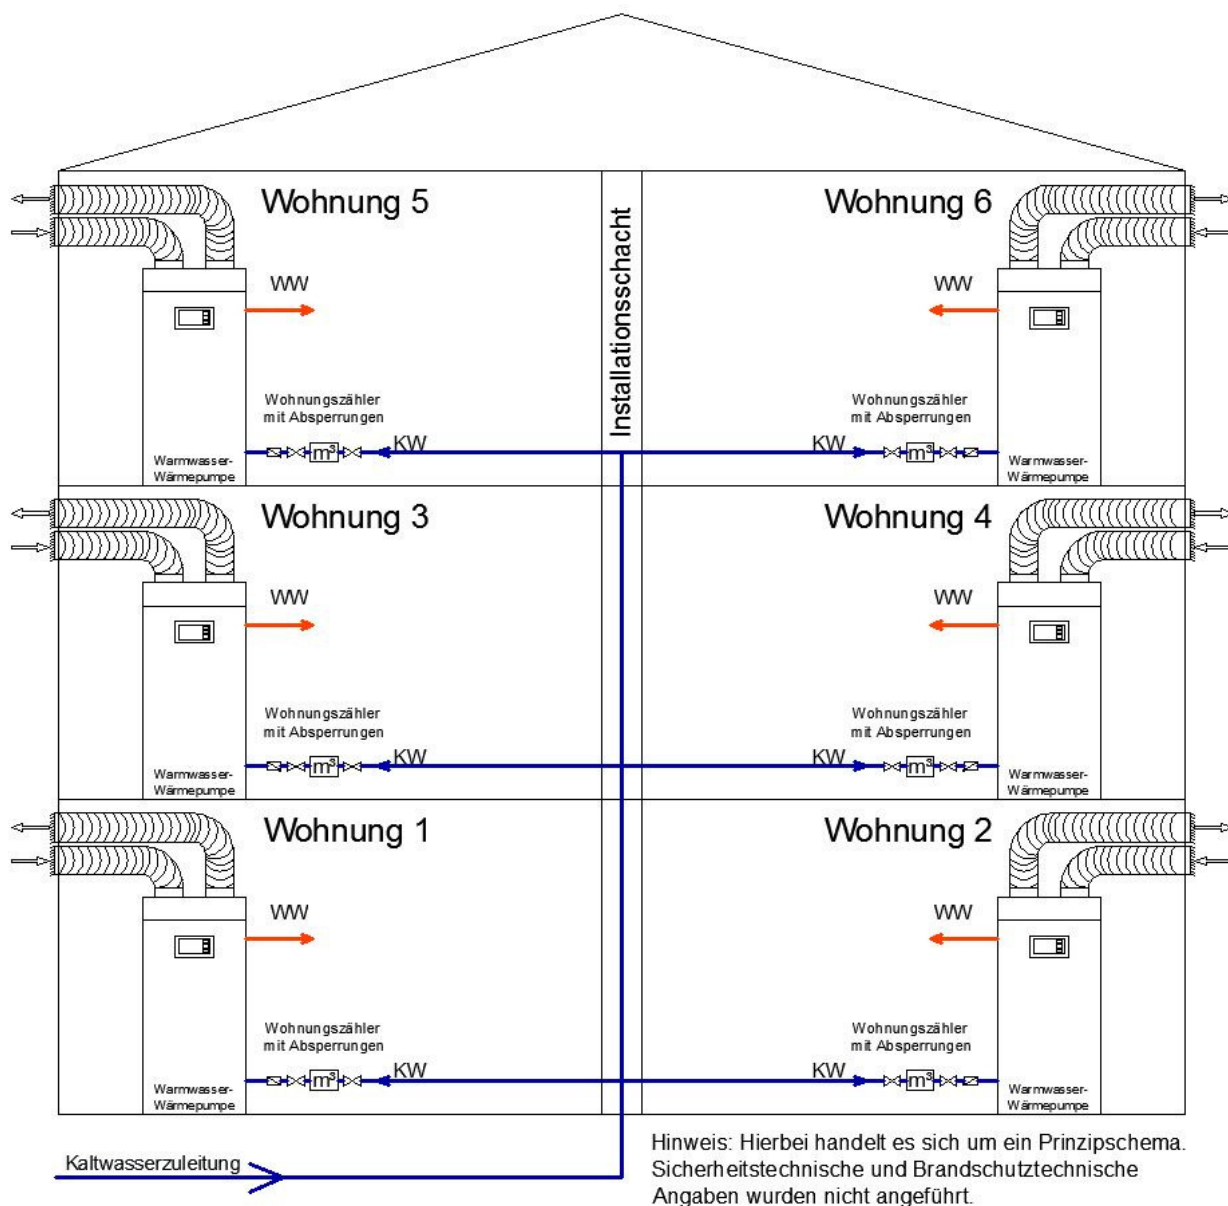 Wohnung 5
Wohnung 6
Installationsschacht
WW
WW
Wohnungszähler
mit Absperrungen
Wohnungszähler
mit Absperrungen
m³
KW
KW
m³
Warmwasser-
Wärmepumpe
Warmwasser-
Wärmepumpe
Wohnung 3
Wohnung 4
WW
WW
Wohnungszähler
mit Absperrungen
Wohnungszähler
mit Absperrungen
m³
KW
KW
m³
Warmwasser-
Wärmepumpe
Warmwasser-
Wärmepumpe
Wohnung 1
Wohnung 2
WW
WW
Wohnungszähler
mit Absperrungen
Wohnungszähler
mit Absperrungen
m³
KW
KW
m³
Warmwasser-
Wärmepumpe
Warmwasser-
Wärmepumpe
Kaltwasserzuleitung
Hinweis: Hierbei handelt es sich um ein Prinzipschema.
Sicherheitstechnische und Brandschutztechnische
Angaben wurden nicht angeführt.